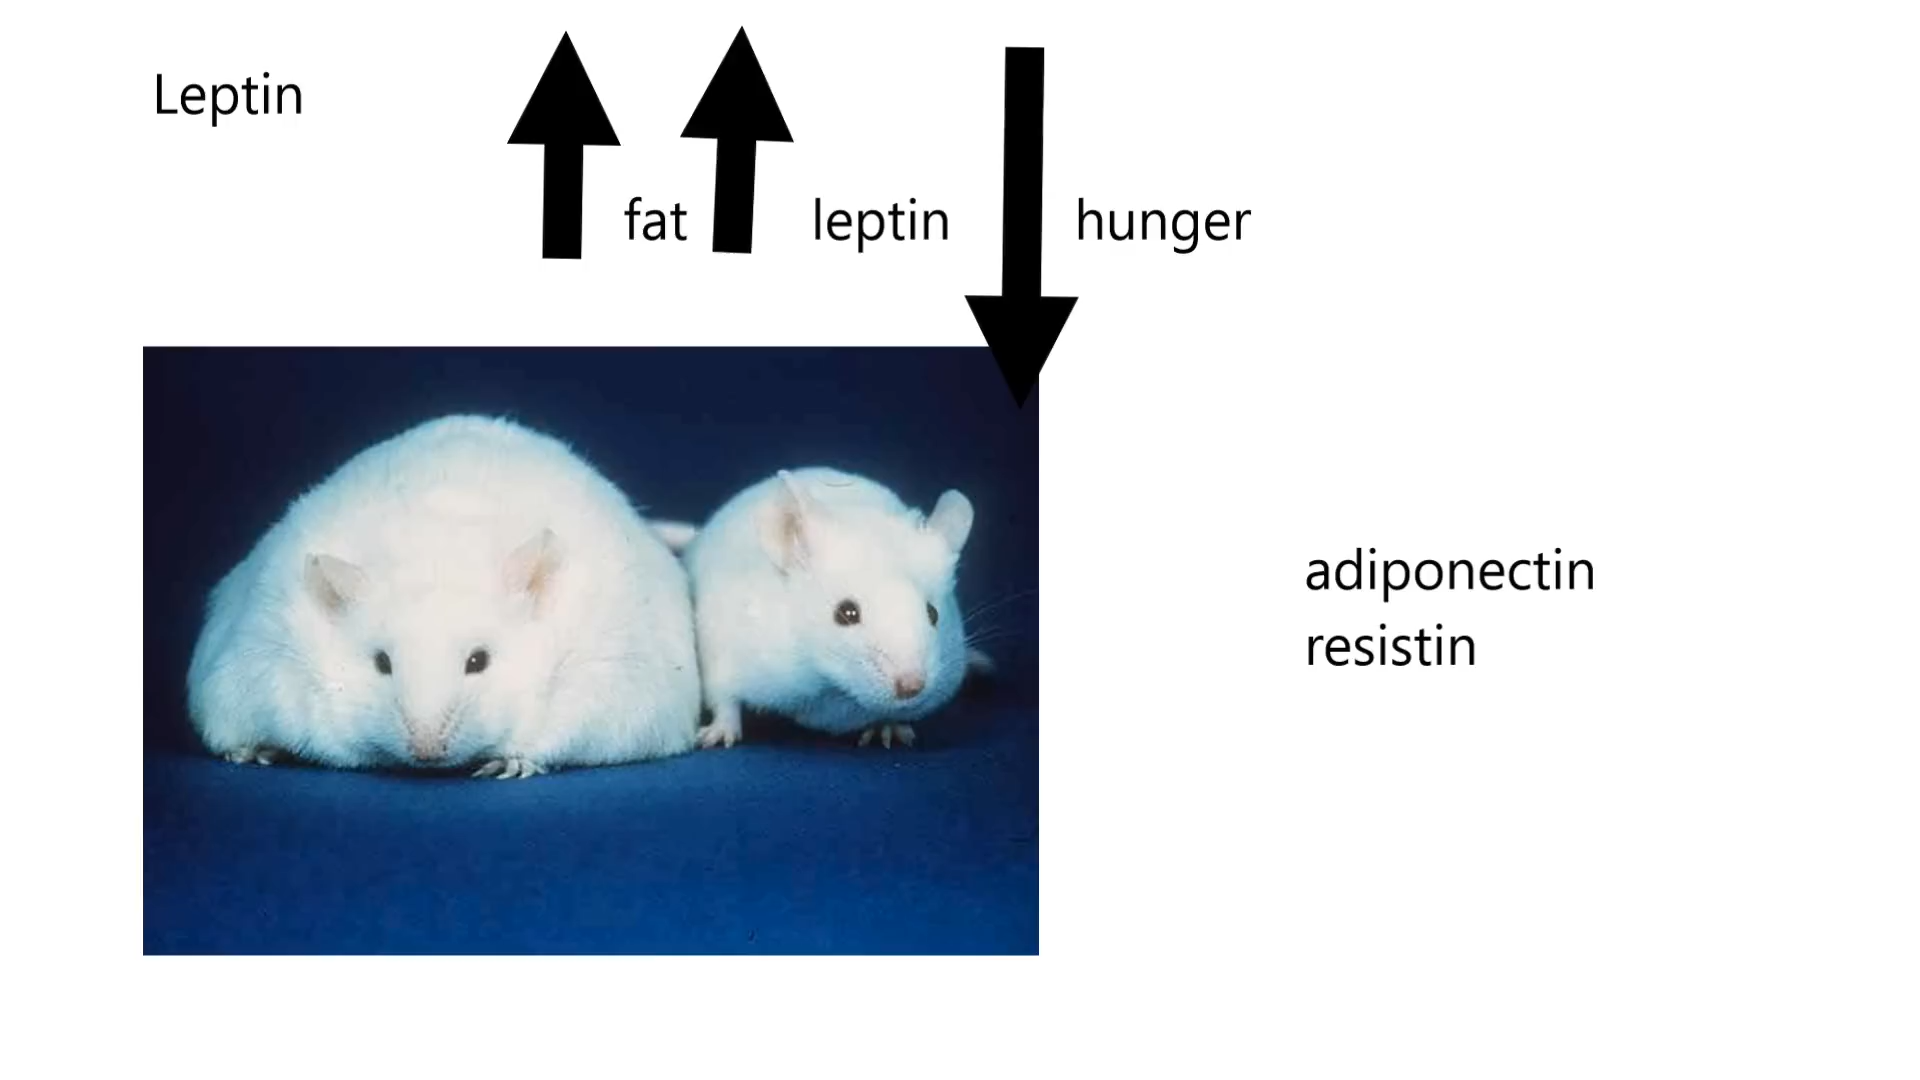 Leptin
fat leptin hunger
adiponectin
resistin